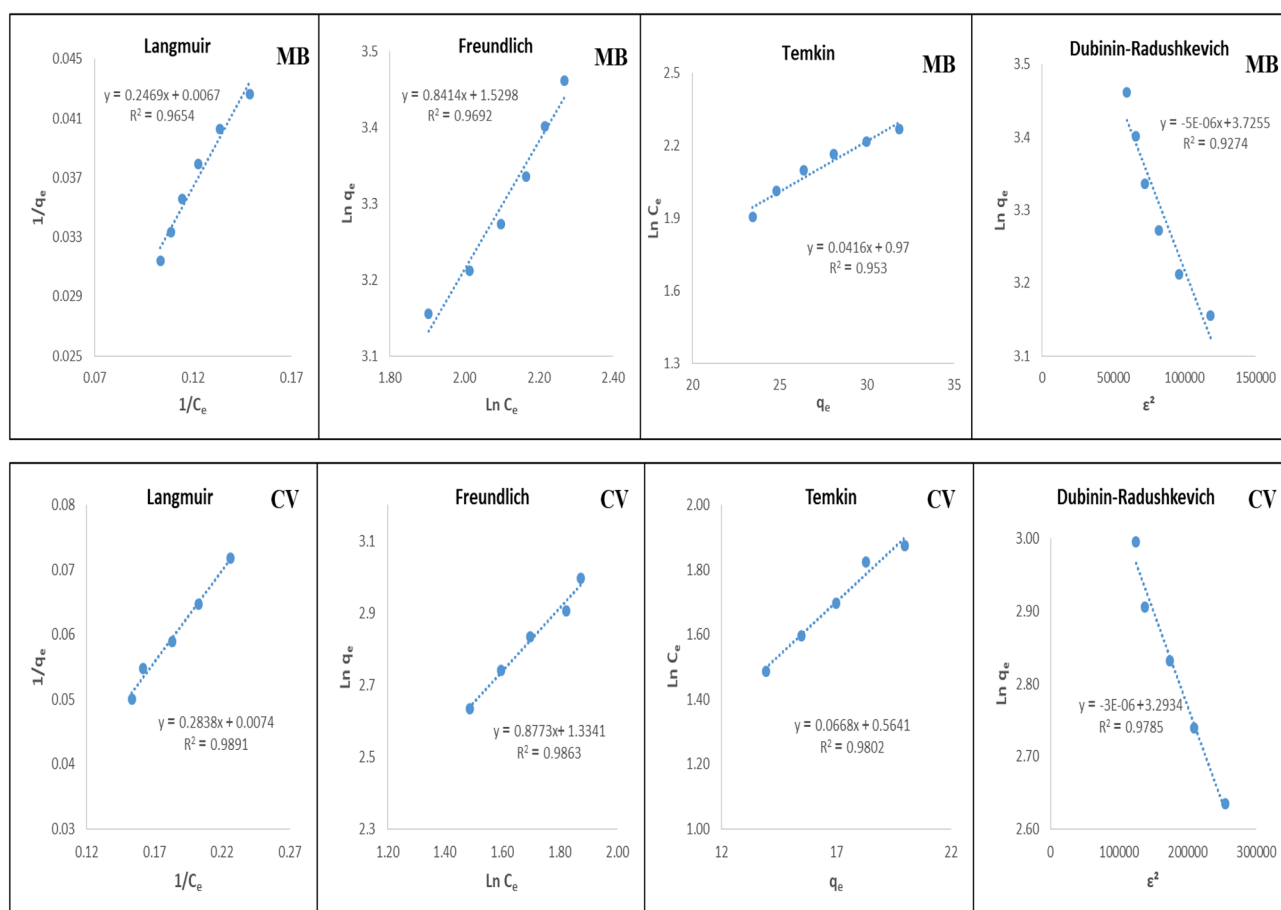 Langmuir
MB
0.045
0.041
0.037
0.033
0.029
0.025
1/qₑ
y = 0.2469x + 0.0067
R² = 0.9654
0.07
0.12
0.17
1/Cₑ
Freundlich
MB
3.5
3.4
3.3
3.2
3.1
Ln qₑ
y = 0.8414x + 1.5298
R² = 0.9692
1.80
2.00
2.20
2.40
Ln Cₑ
Temkin
MB
2.5
2.2
1.9
1.6
1.3
Ln Cₑ
y = 0.0416x + 0.97
R² = 0.953
20
25
30
35
qₑ
Dubinin-Radushkevich
MB
3.5
3.4
3.3
3.2
3.1
Ln qₑ
y = -5E-06x + 3.7255
R² = 0.9274
0
50000
100000
150000
ε²
Langmuir
CV
0.08
0.07
0.06
0.05
0.04
0.03
1/qₑ
y = 0.2838x + 0.0074
R² = 0.9891
0.12
0.17
0.22
0.27
1/Cₑ
Freundlich
CV
3.1
2.9
2.7
2.5
2.3
Ln qₑ
y = 0.8773x+ 1.3341
R² = 0.9863
1.20
1.40
1.60
1.80
2.00
Ln Cₑ
Temkin
CV
2.00
1.80
1.60
1.40
1.20
1.00
Ln Cₑ
y = 0.0668x + 0.5641
R² = 0.9802
12
17
22
qₑ
Dubinin-Radushkevich
CV
3.00
2.90
2.80
2.70
2.60
Ln qₑ
y = -3E-06 + 3.2934
R² = 0.9785
0
100000
200000
300000
ε²